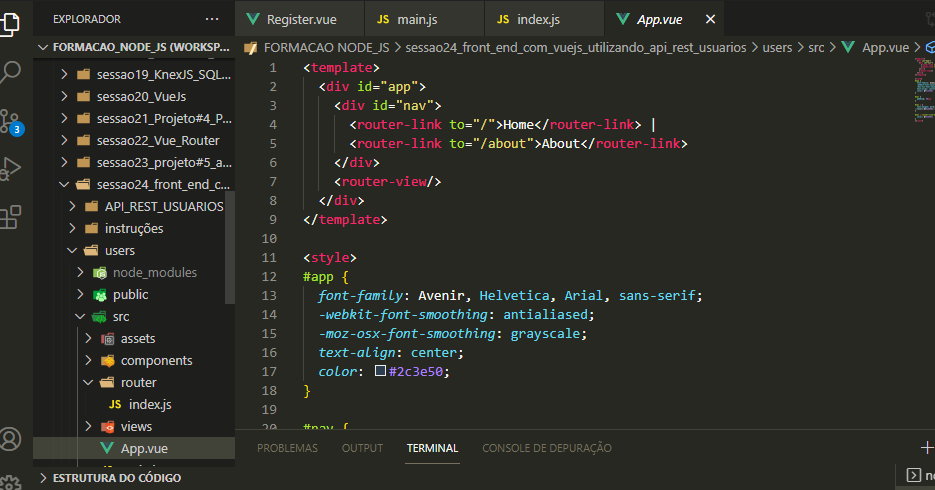 EXPLORADOR ...
Register.vue JS main.js JS index.js App.vue
FORMACAO_NODE_JS (WORKSP...
FORMACAO NODE_JS > sessao24_front_end_com_vuejs_utilizando_api_rest_usuarios > users > src > App.vue >
sessao19_KnexJS_SQL...
sessao20_VueJs
sessao21_Projeto#4_P...
sessao22_Vue_Router
sessao23_projeto#5_a...
sessao24_front_end_c...
API_REST_USUARIOS
instruções
users
node_modules
public
src
assets
components
router
JS index.js
views
App.vue
ESTRUTURA DO CÓDIGO
3
1 <template>
2 <div id="app">
3 <div id="nav">
4 <router-link to="/">Home</router-link> |
5 <router-link to="/about">About</router-link>
6 </div>
7 <router-view/>
8 </div>
9 </template>
10
11 <style>
12 #app {
13 font-family: Avenir, Helvetica, Arial, sans-serif;
14 -webkit-font-smoothing: antialiased;
15 -moz-osx-font-smoothing: grayscale;
16 text-align: center;
17 color: #2c3e50;
18 }
19
20 #nav {
PROBLEMAS OUTPUT TERMINAL CONSOLE DE DEPURAÇÃO